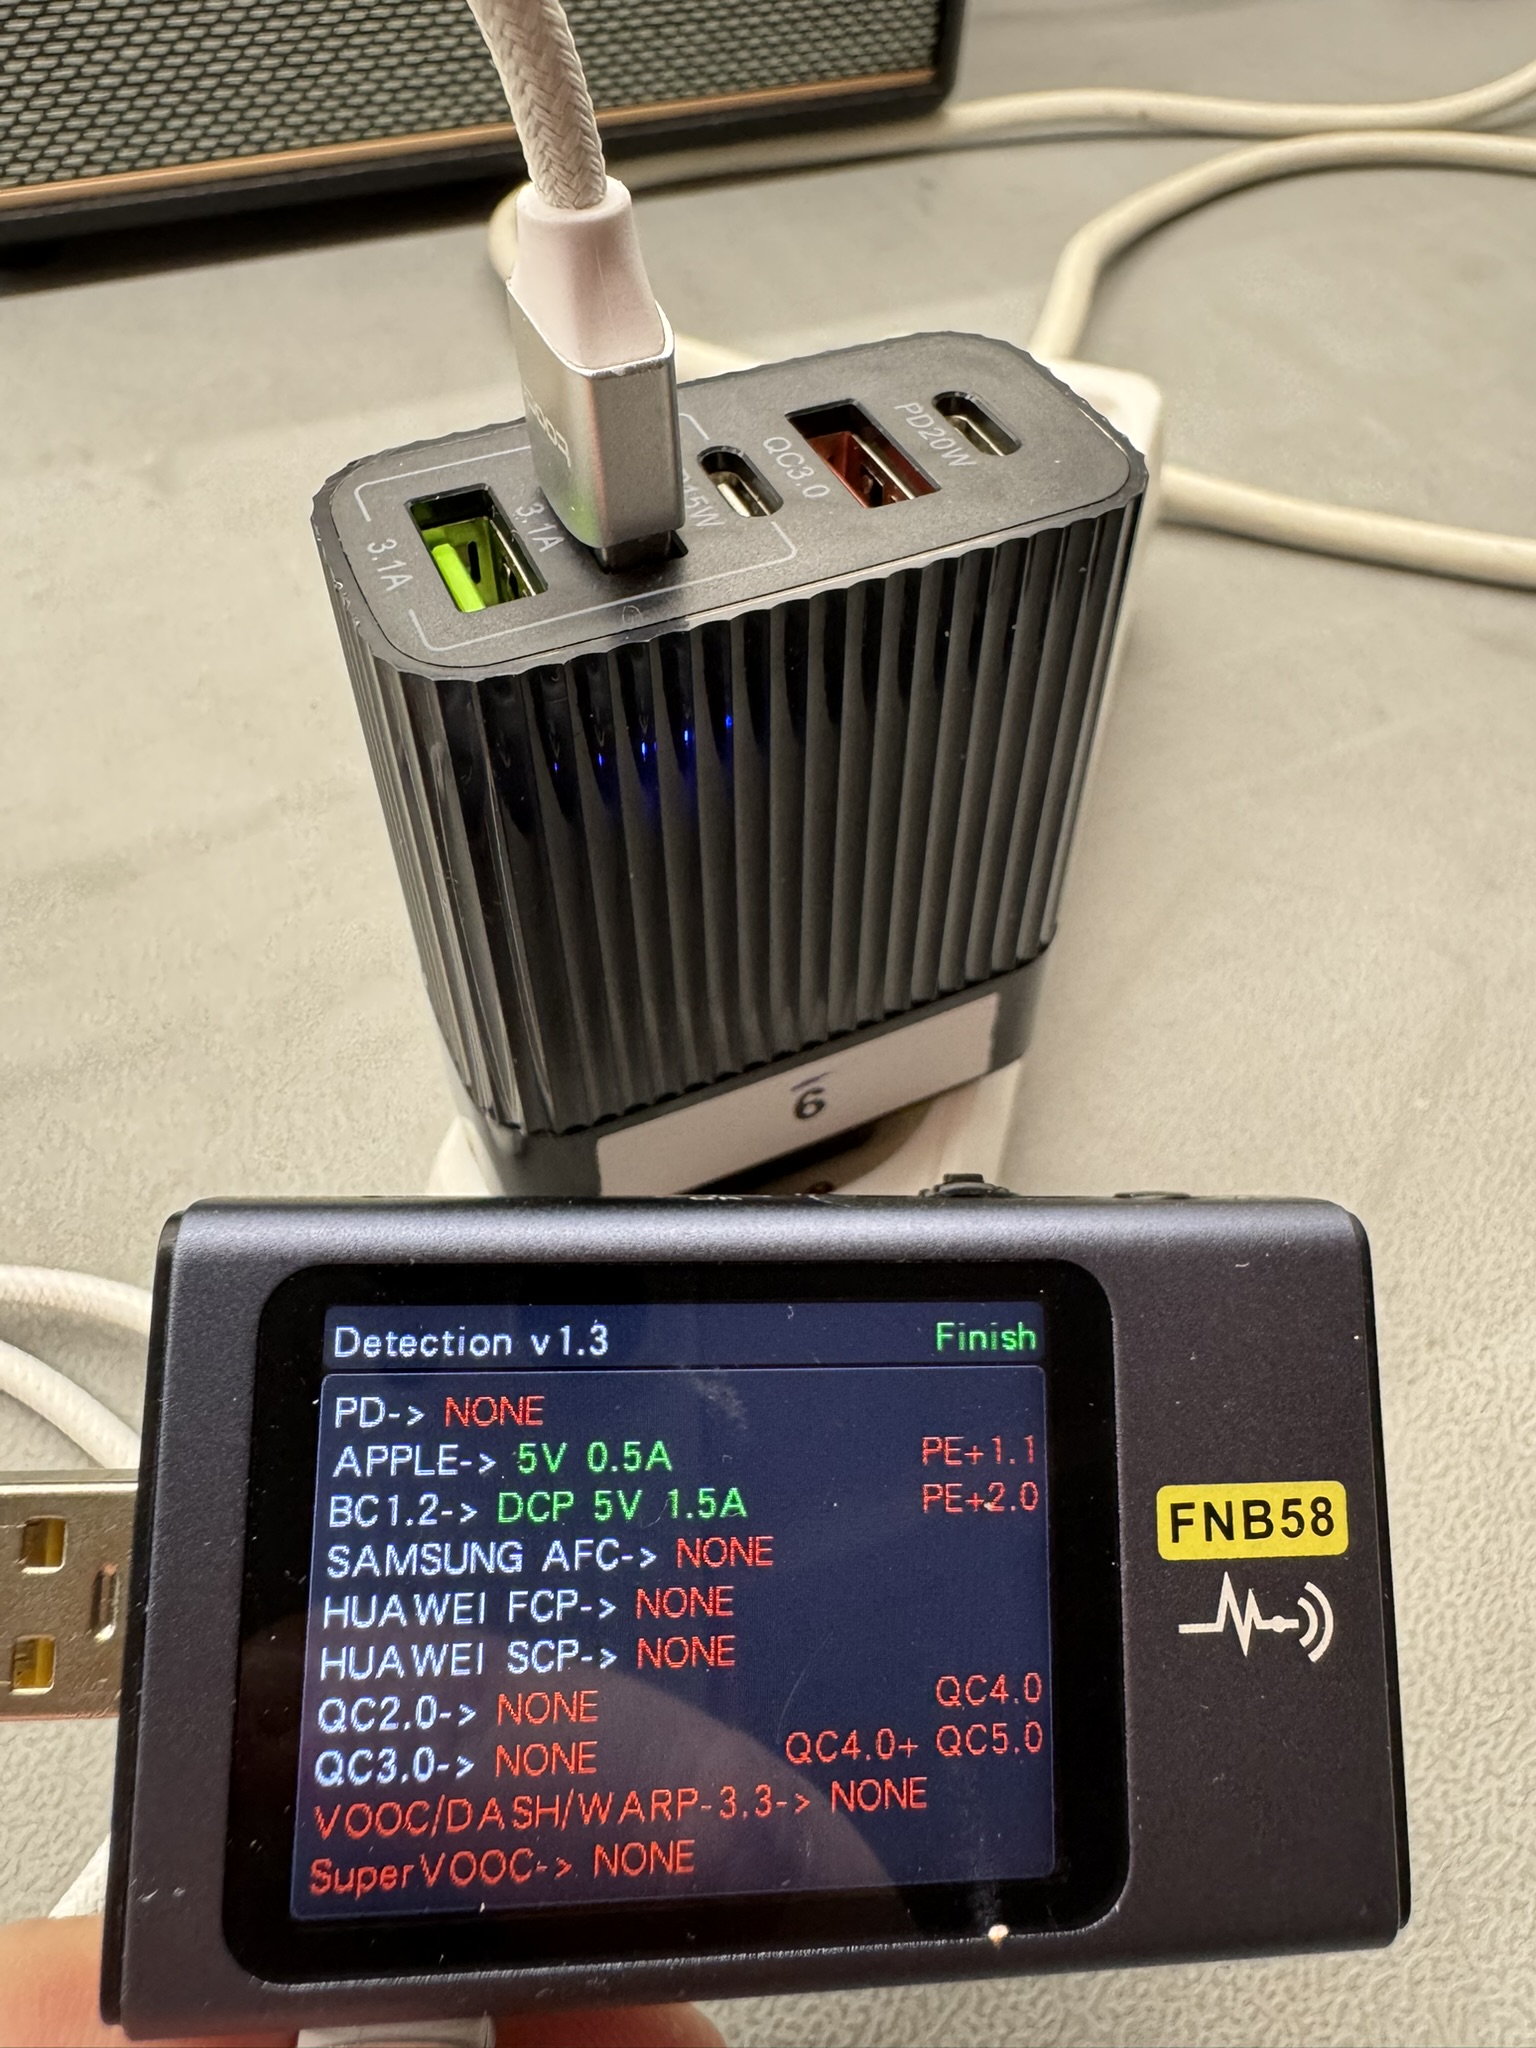 PD20W
QC3.0
15W
3.1A
3.1A
6
Detection v1.3 Finish
PD-> NONE
APPLE-> 5V 0.5A PE+1.1
BC1.2-> DCP 5V 1.5A PE+2.0
SAMSUNG AFC-> NONE
HUAWEI FCP-> NONE
HUAWEI SCP-> NONE
QC2.0-> NONE QC4.0
QC3.0-> NONE QC4.0+ QC5.0
VOOC/DASH/WARP-3.3-> NONE
SuperVOOC-> NONE
FNB58